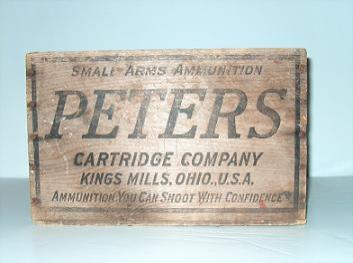 Small Arms Ammunition
PETERS
CARTRIDGE COMPANY
KINGS MILLS, OHIO., U.S.A.
Ammunition You Can Shoot With Confidence